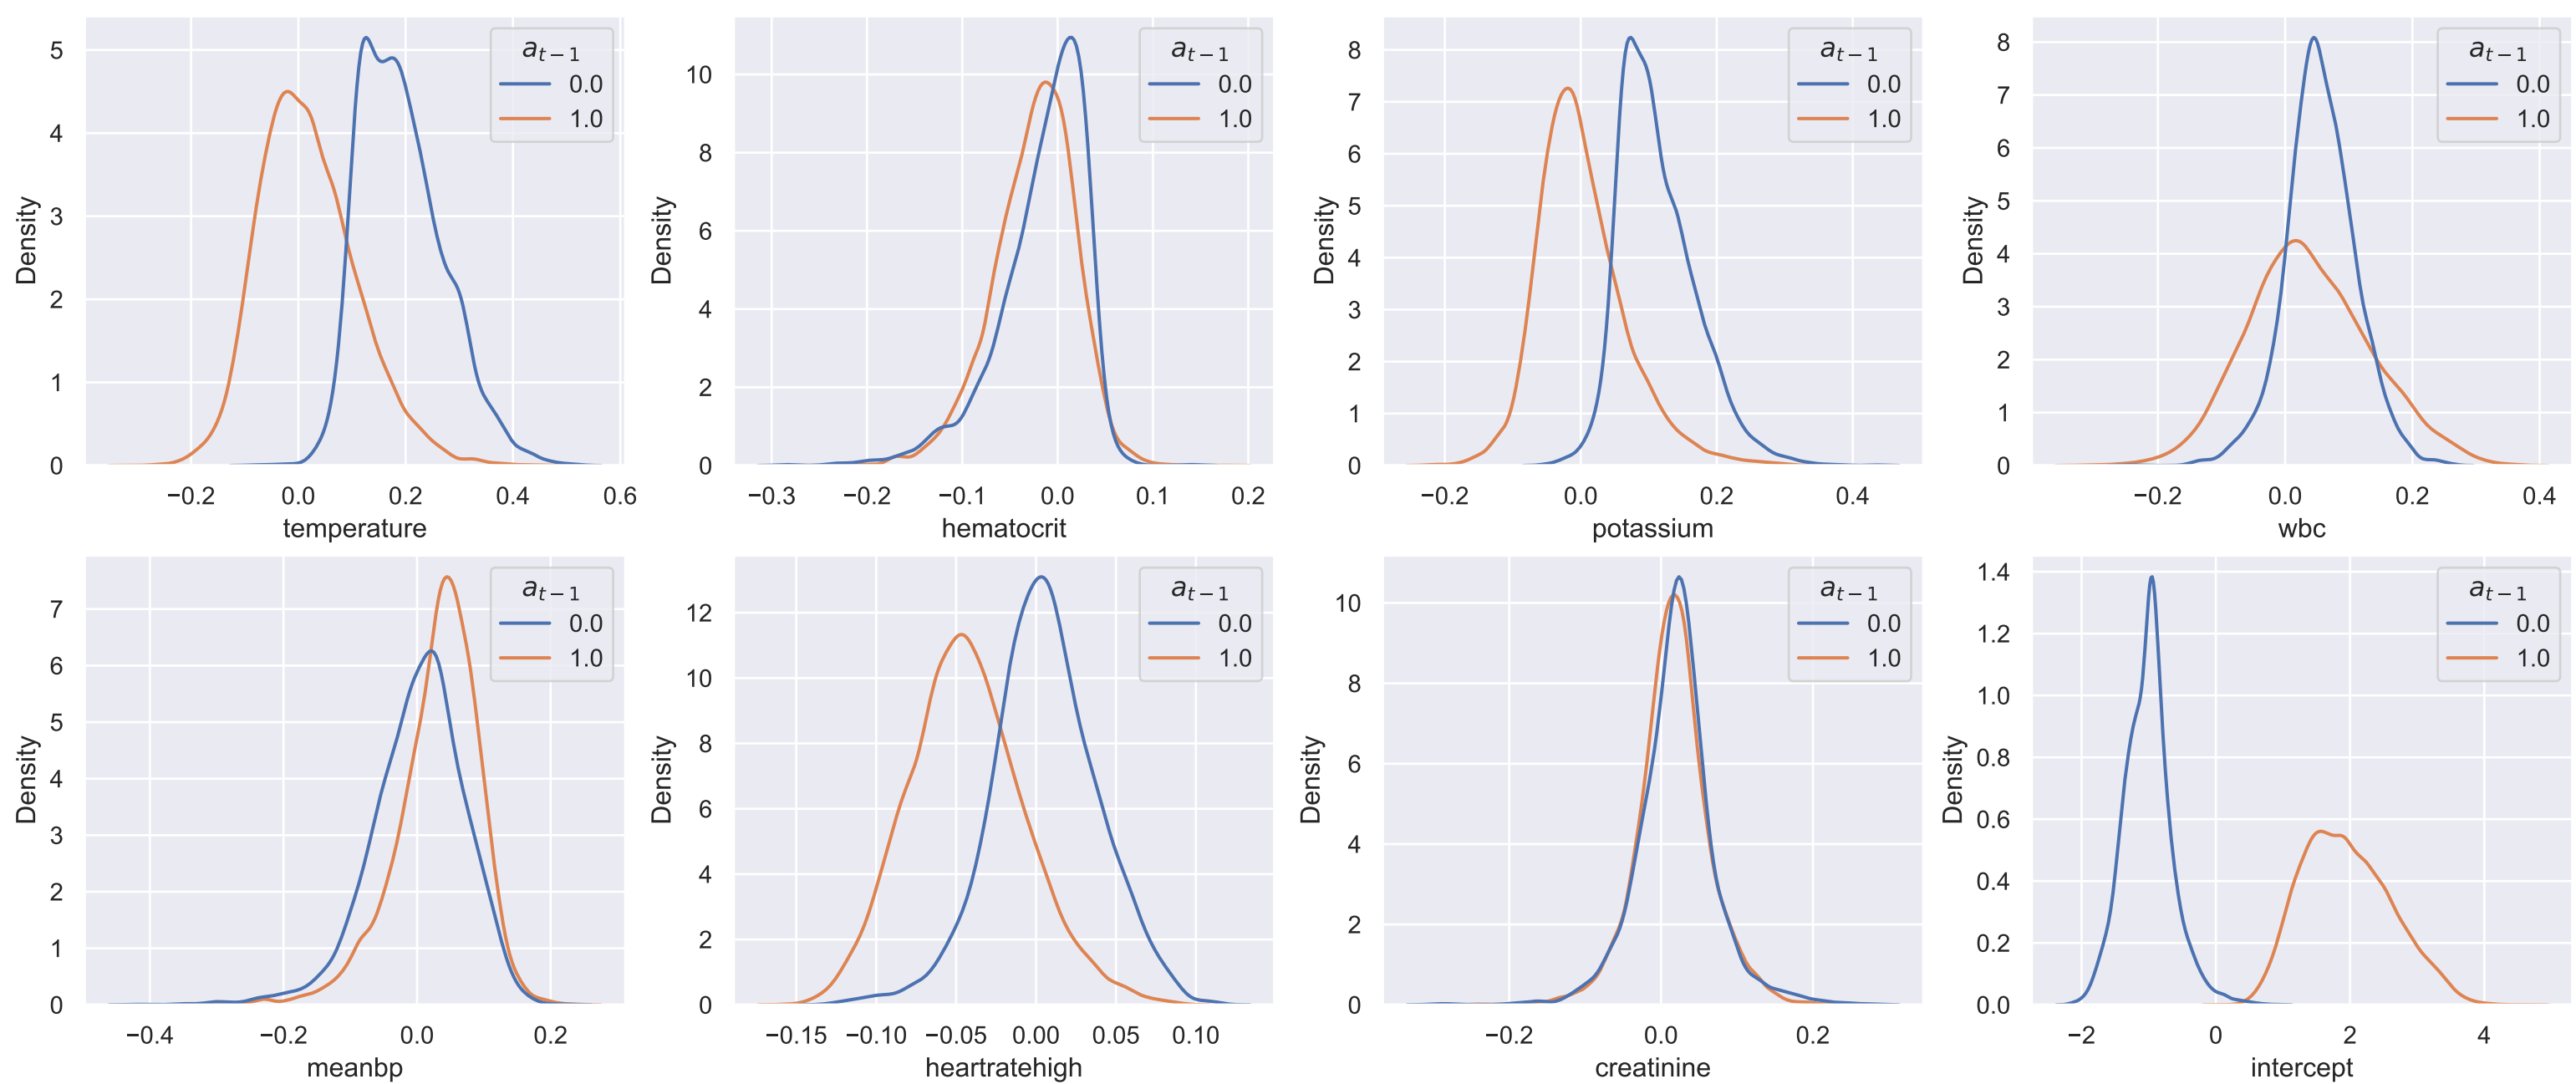 a_{t-1}
0.0
1.0
Density
5
4
3
2
1
0
−0.2 0.0 0.2 0.4 0.6
temperature
a_{t-1}
0.0
1.0
Density
10
8
6
4
2
0
−0.3 −0.2 −0.1 0.0 0.1 0.2
hematocrit
a_{t-1}
0.0
1.0
Density
8
7
6
5
4
3
2
1
0
−0.2 0.0 0.2 0.4
potassium
a_{t-1}
0.0
1.0
Density
8
7
6
5
4
3
2
1
0
−0.2 0.0 0.2 0.4
wbc
a_{t-1}
0.0
1.0
Density
7
6
5
4
3
2
1
0
−0.4 −0.2 0.0 0.2
meanbp
a_{t-1}
0.0
1.0
Density
12
10
8
6
4
2
0
−0.15 −0.10 −0.05 0.00 0.05 0.10
heartratehigh
a_{t-1}
0.0
1.0
Density
10
8
6
4
2
0
−0.2 0.0 0.2
creatinine
a_{t-1}
0.0
1.0
Density
1.4
1.2
1.0
0.8
0.6
0.4
0.2
0.0
−2 0 2 4
intercept